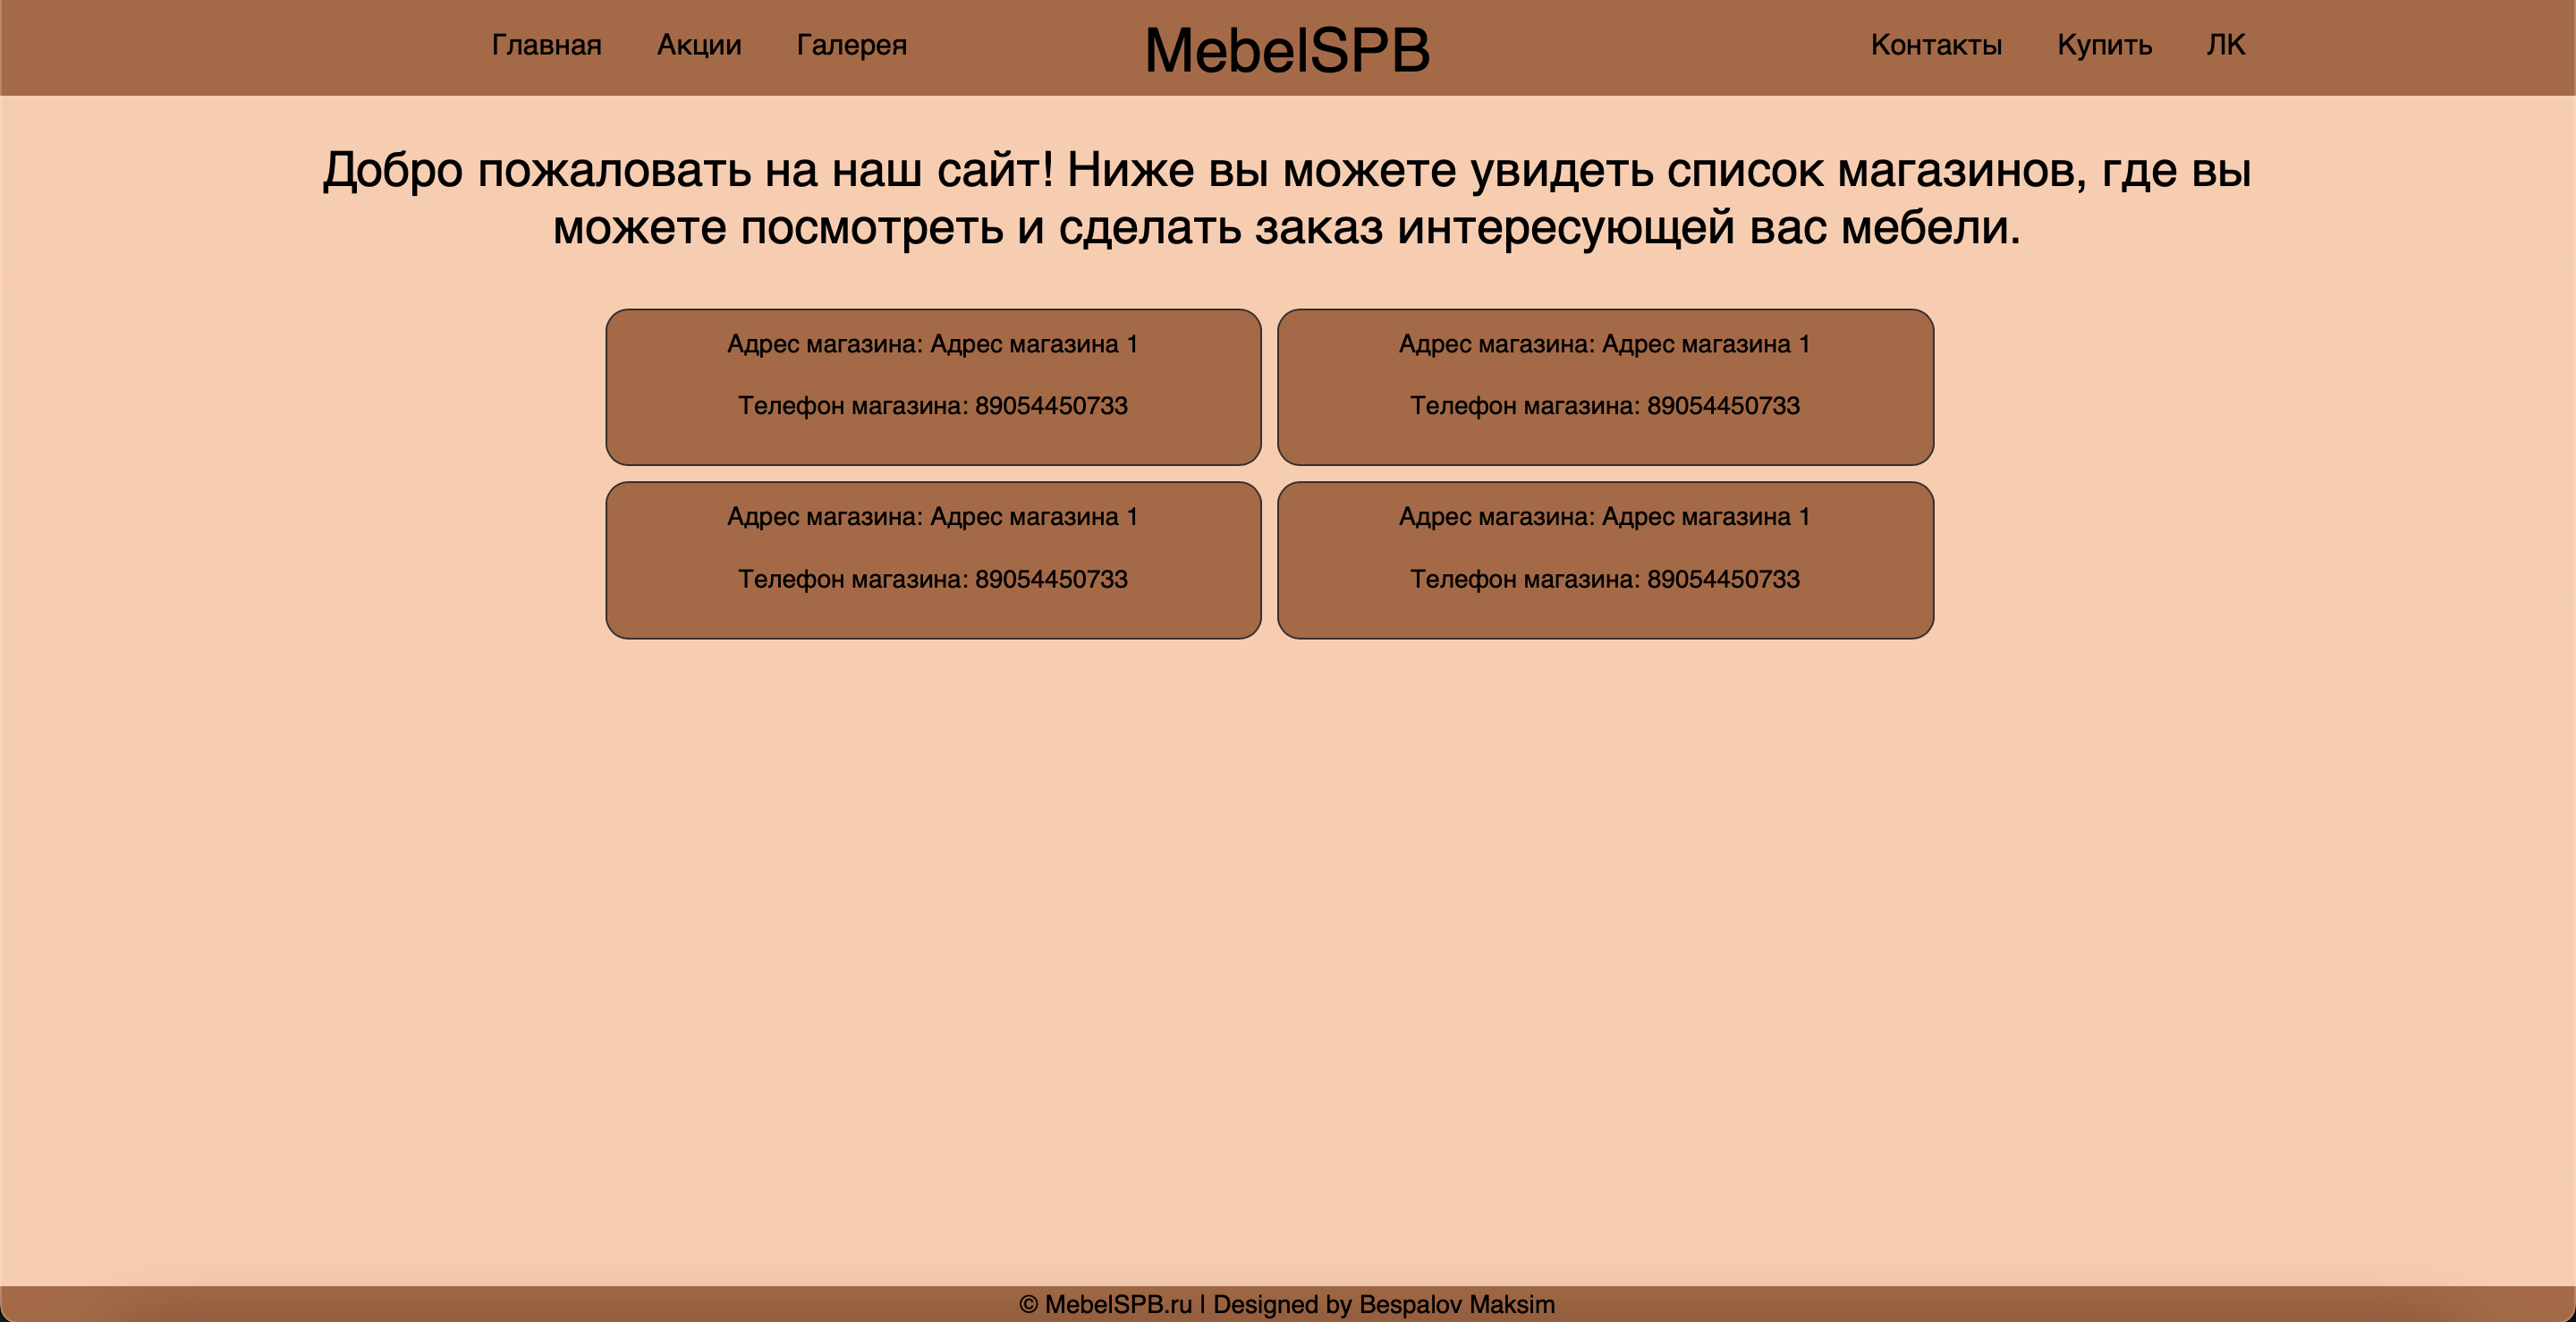 Главная Акции Галерея MebelSPB Контакты Купить ЛК
Добро пожаловать на наш сайт! Ниже вы можете увидеть список магазинов, где вы
можете посмотреть и сделать заказ интересующей вас мебели.
Адрес магазина: Адрес магазина 1
Телефон магазина: 89054450733
Адрес магазина: Адрес магазина 1
Телефон магазина: 89054450733
Адрес магазина: Адрес магазина 1
Телефон магазина: 89054450733
Адрес магазина: Адрес магазина 1
Телефон магазина: 89054450733
© MebelSPB.ru | Designed by Bespalov Maksim